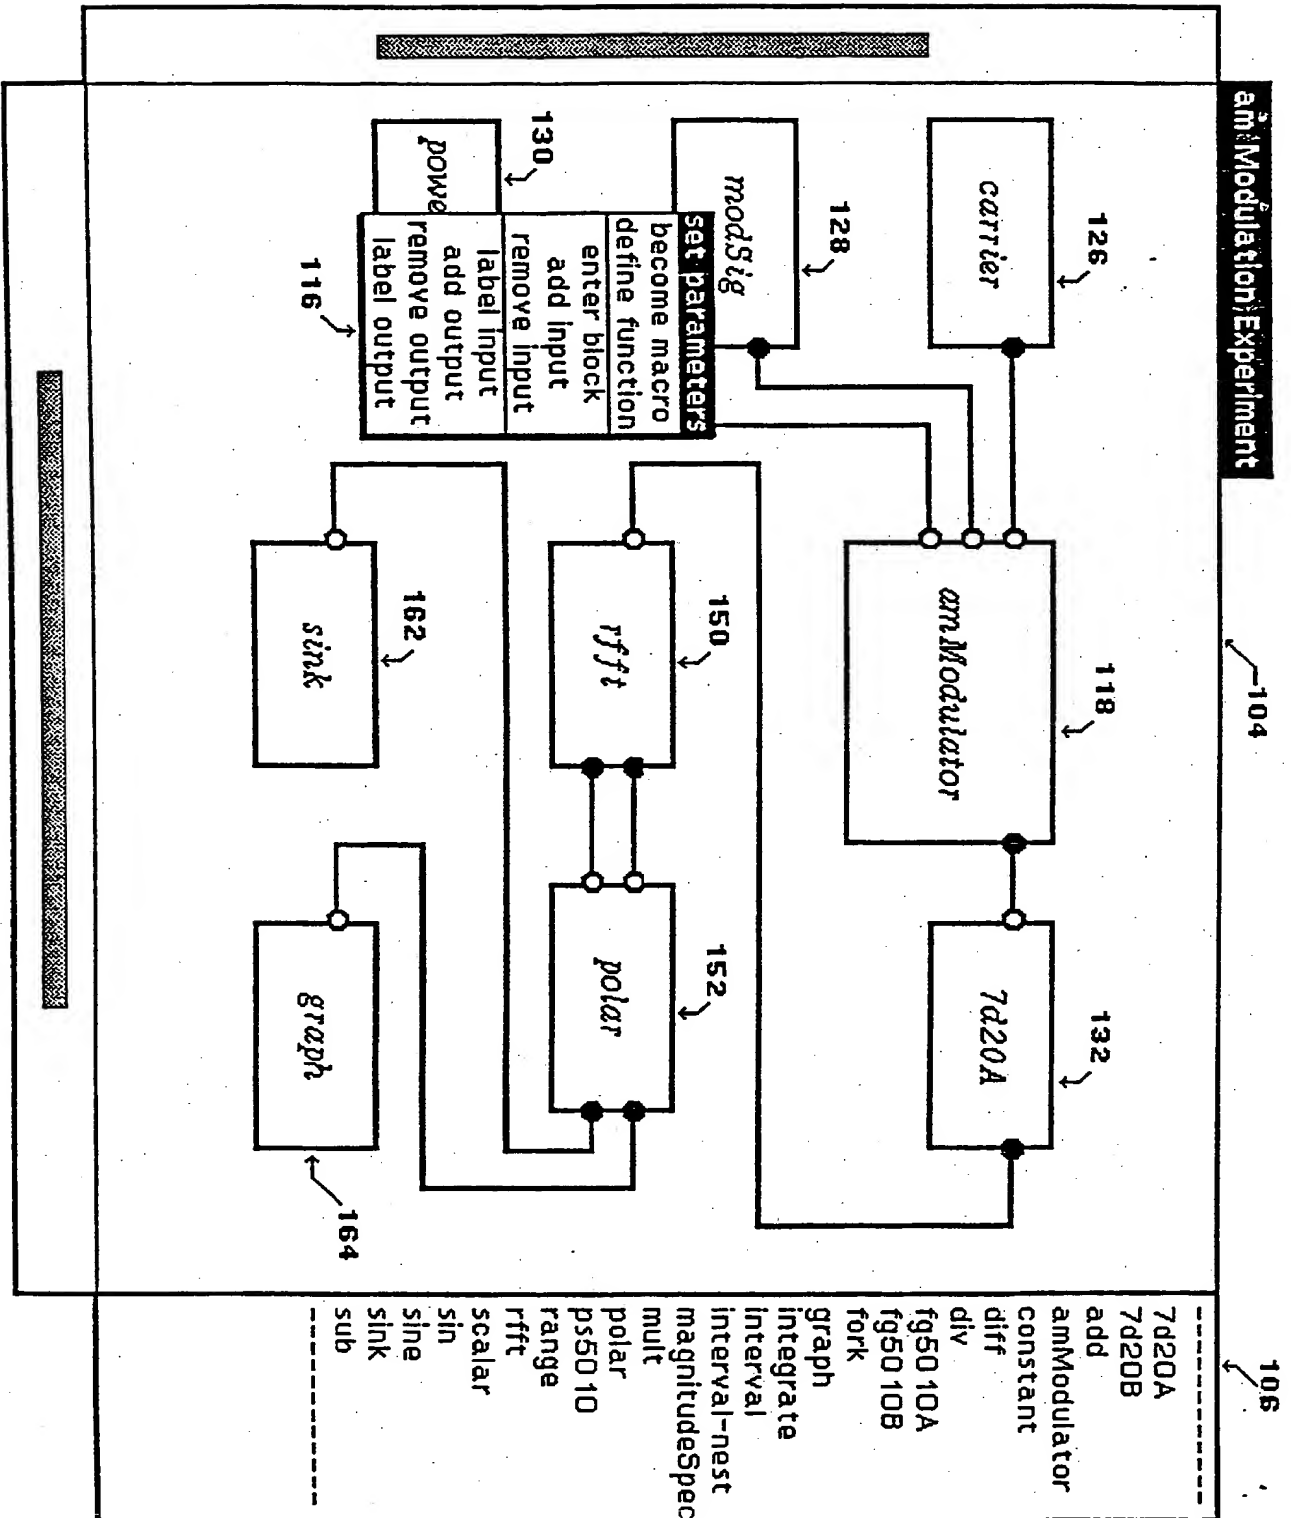 am Modulation Experiment
104
106
126
carrier
118
amModulator
132
7d20A
128
modSig
130
powe
set parameters
become macro
define function
enter block
add input
remove input
label input
add output
remove output
label output
116
150
rfft
152
polar
162
sink
164
graph
------------
7d20A
7d20B
add
amModulator
constant
diff
div
fg5010A
fg5010B
fork
graph
integrate
interval
interval-nest
magnitudeSpec
mult
polar
ps5010
range
rfft
scalar
sin
sine
sink
sub
------------